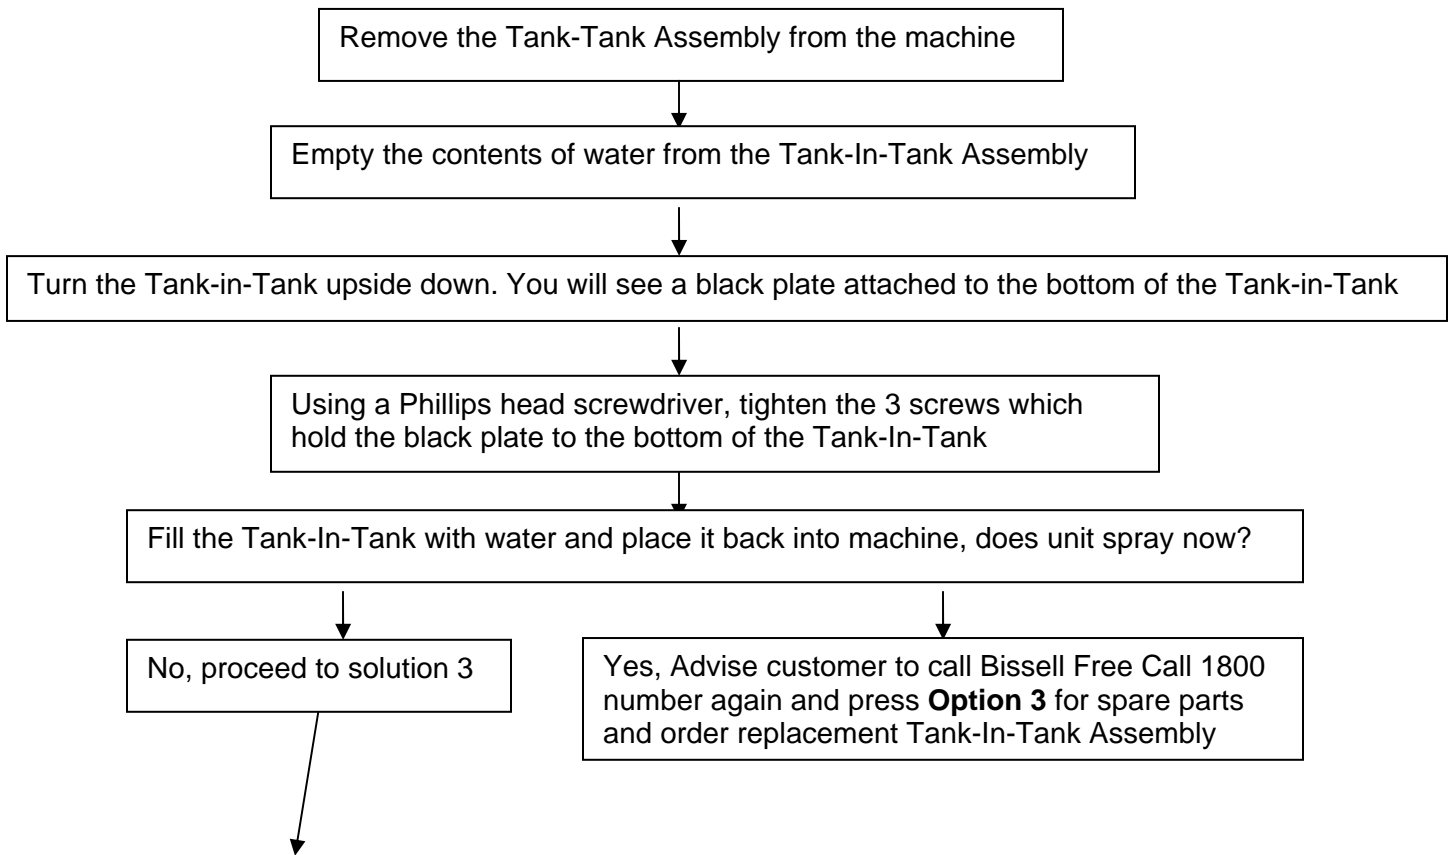 Remove the Tank-Tank Assembly from the machine
Empty the contents of water from the Tank-In-Tank Assembly
Turn the Tank-in-Tank upside down. You will see a black plate attached to the bottom of the Tank-in-Tank
Using a Phillips head screwdriver, tighten the 3 screws which
hold the black plate to the bottom of the Tank-In-Tank
Fill the Tank-In-Tank with water and place it back into machine, does unit spray now?
No, proceed to solution 3
Yes, Advise customer to call Bissell Free Call 1800
number again and press Option 3 for spare parts
and order replacement Tank-In-Tank Assembly